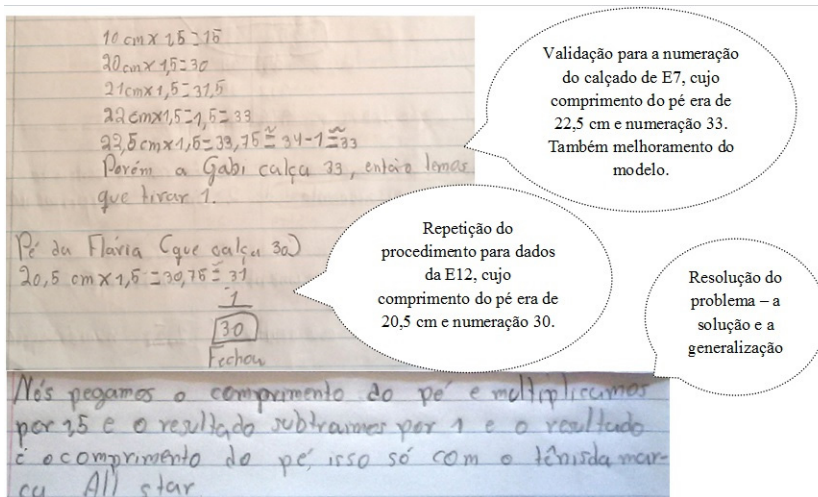 10 cm x 1,5 = 15
20 cm x 1,5 = 30
21 cm x 1,5 = 31,5
22 cm x 1,5 = 1,5 = 33
22,5 cm x 1,5 = 33,75 ≅ 34-1 ≅ 33
Porém a Gabi calça 33, então temos
que tirar 1.
Validação para a numeração
do calçado de E7, cujo
comprimento do pé era de
22,5 cm e numeração 33.
Também melhoramento do
modelo.
Pé da Flávia (que calça 30)
20,5 cm x 1,5 = 30,75 ≅ 31
-1
30
Fechou
Repetição do
procedimento para dados
da E12, cujo
comprimento do pé era de
20,5 cm e numeração 30.
Resolução do
problema – a
solução e a
generalização
Nós pegamos o comprimento do pé e multiplicamos
por 1,5 e o resultado subtraimos por 1 e o resultado
é o comprimento do pé, isso só com o tênis da mar-
ca All star